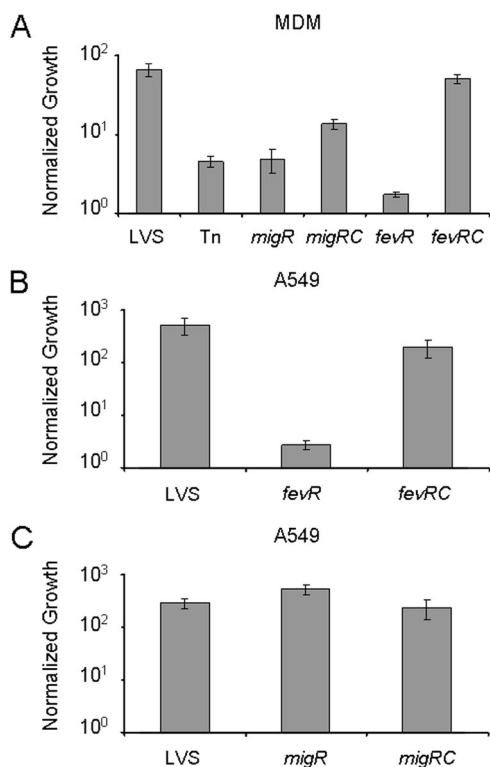 A
MDM
Normalized Growth
10²
10¹
10⁰
LVS Tn migR migRC fevR fevRC
B
A549
Normalized Growth
10³
10²
10¹
10⁰
LVS fevR fevRC
C
A549
Normalized Growth
10³
10²
10¹
10⁰
LVS migR migRC